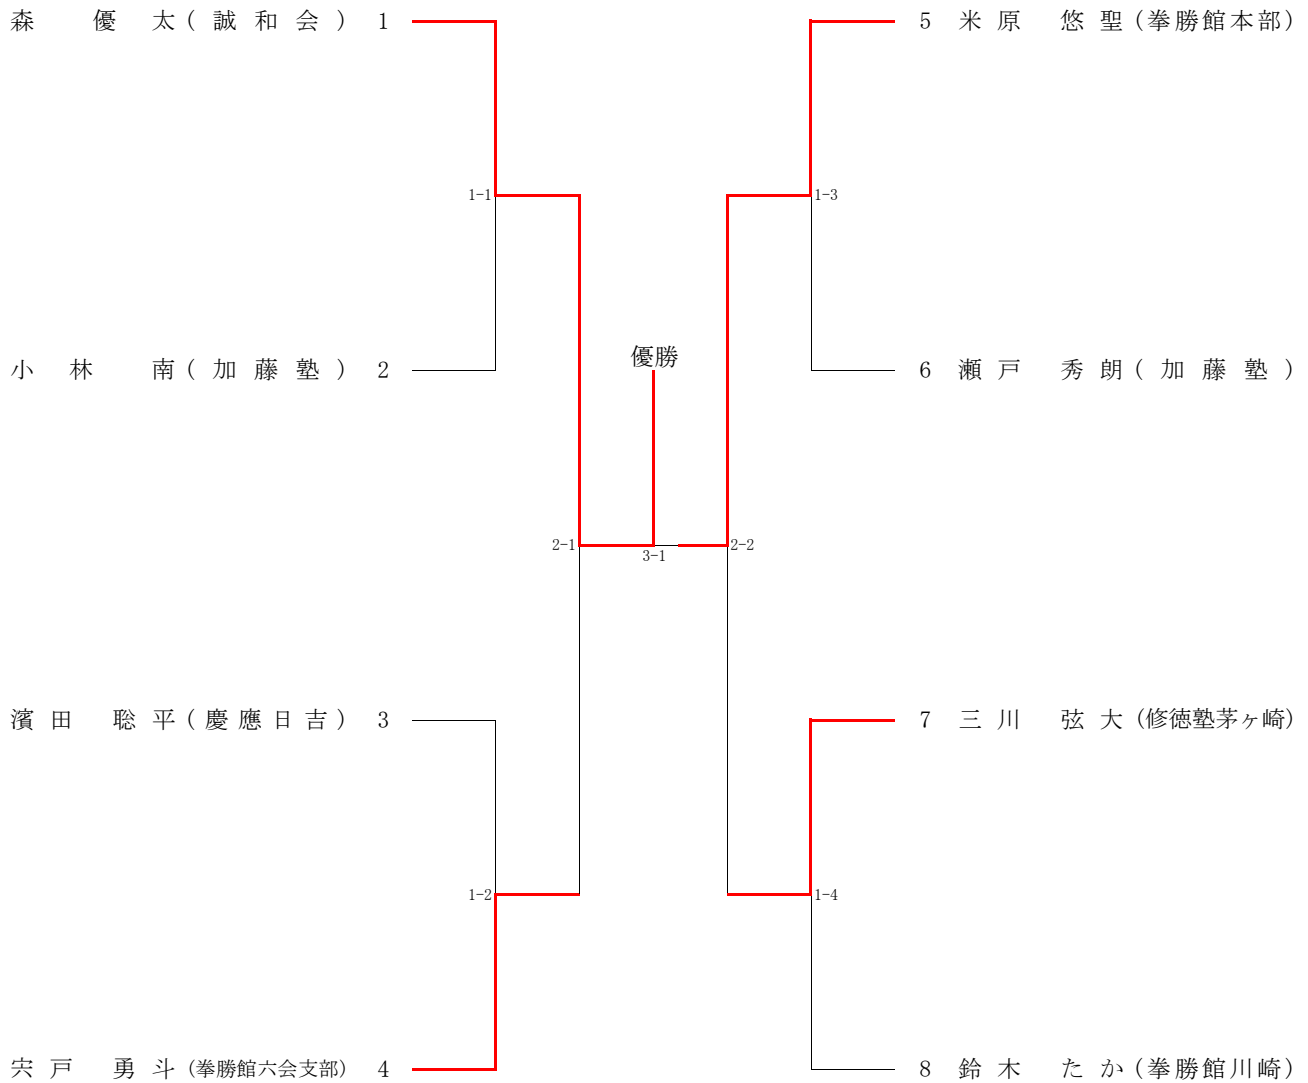 森 優 太 ( 誠 和 会 ) 1
5 米 原 悠 聖 (拳勝館本部)
1-1
1-3
小 林 南 ( 加 藤 塾 ) 2
優勝
6 瀬 戸 秀 朗 ( 加 藤 塾 )
2-1
3-1
2-2
濱 田 聡 平 ( 慶 應 日 吉 ) 3
7 三 川 弦 大 (修徳塾茅ヶ崎)
1-2
1-4
宍 戸 勇 斗 (拳勝館六会支部) 4
8 鈴 木 た か (拳勝館川崎)